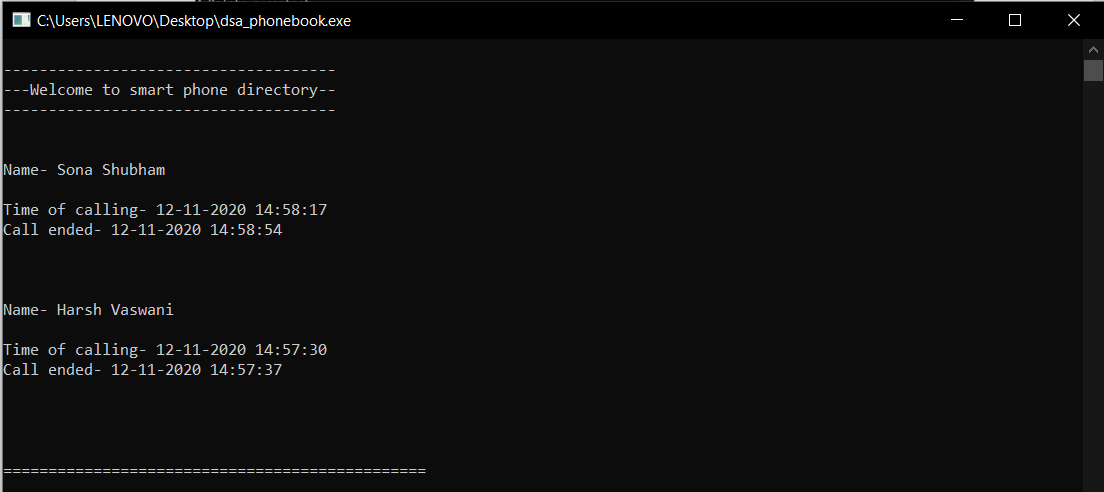 C:\Users\LENOVO\Desktop\dsa_phonebook.exe
-------------------------------------
---Welcome to smart phone directory--
-------------------------------------
Name- Sona Shubham
Time of calling- 12-11-2020 14:58:17
Call ended- 12-11-2020 14:58:54
Name- Harsh Vaswani
Time of calling- 12-11-2020 14:57:30
Call ended- 12-11-2020 14:57:37
===============================================